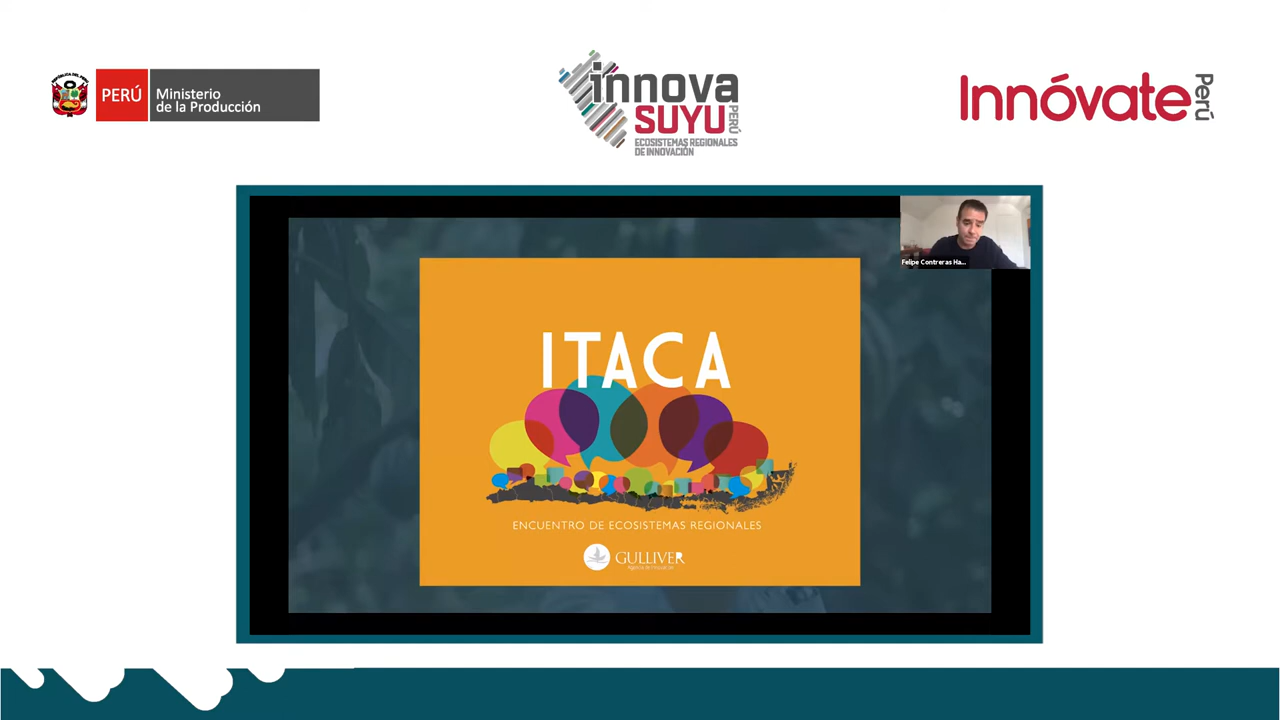 PERÚ
Ministerio
de la Producción
innova
SUYU
PERÚ
ECOSISTEMAS REGIONALES
DE INNOVACIÓN
Innóvate
Perú
Felipe Contreras Ha...
ITACA
ENCUENTRO DE ECOSISTEMAS REGIONALES
GULLIVER